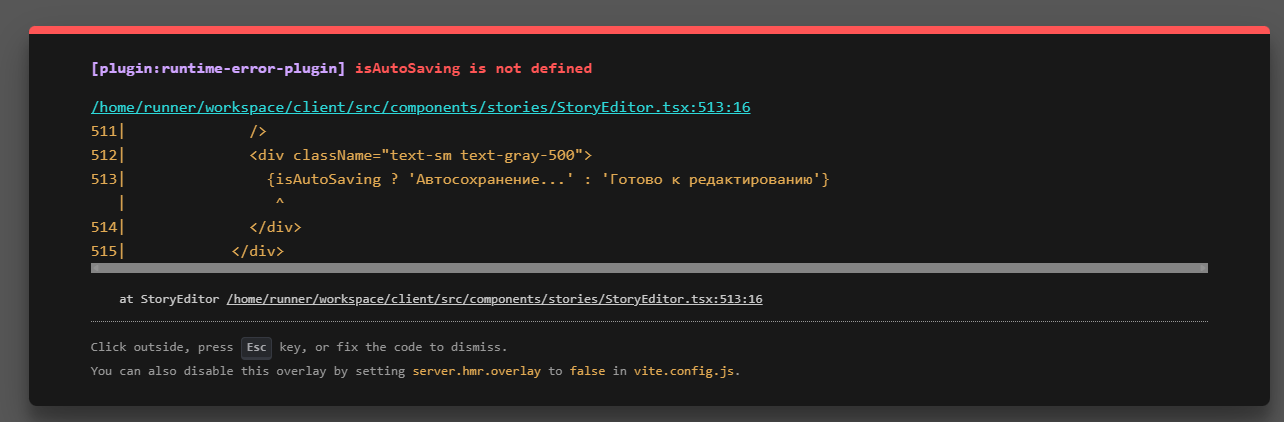 [plugin:runtime-error-plugin] isAutoSaving is not defined
/home/runner/workspace/client/src/components/stories/StoryEditor.tsx:513:16
511|              />
512|              <div className="text-sm text-gray-500">
513|                {isAutoSaving ? 'Автосохранение...' : 'Готово к редактированию'}
   |                 ^
514|              </div>
515|            </div>
at StoryEditor /home/runner/workspace/client/src/components/stories/StoryEditor.tsx:513:16
Click outside, press Esc key, or fix the code to dismiss.
You can also disable this overlay by setting server.hmr.overlay to false in vite.config.js.